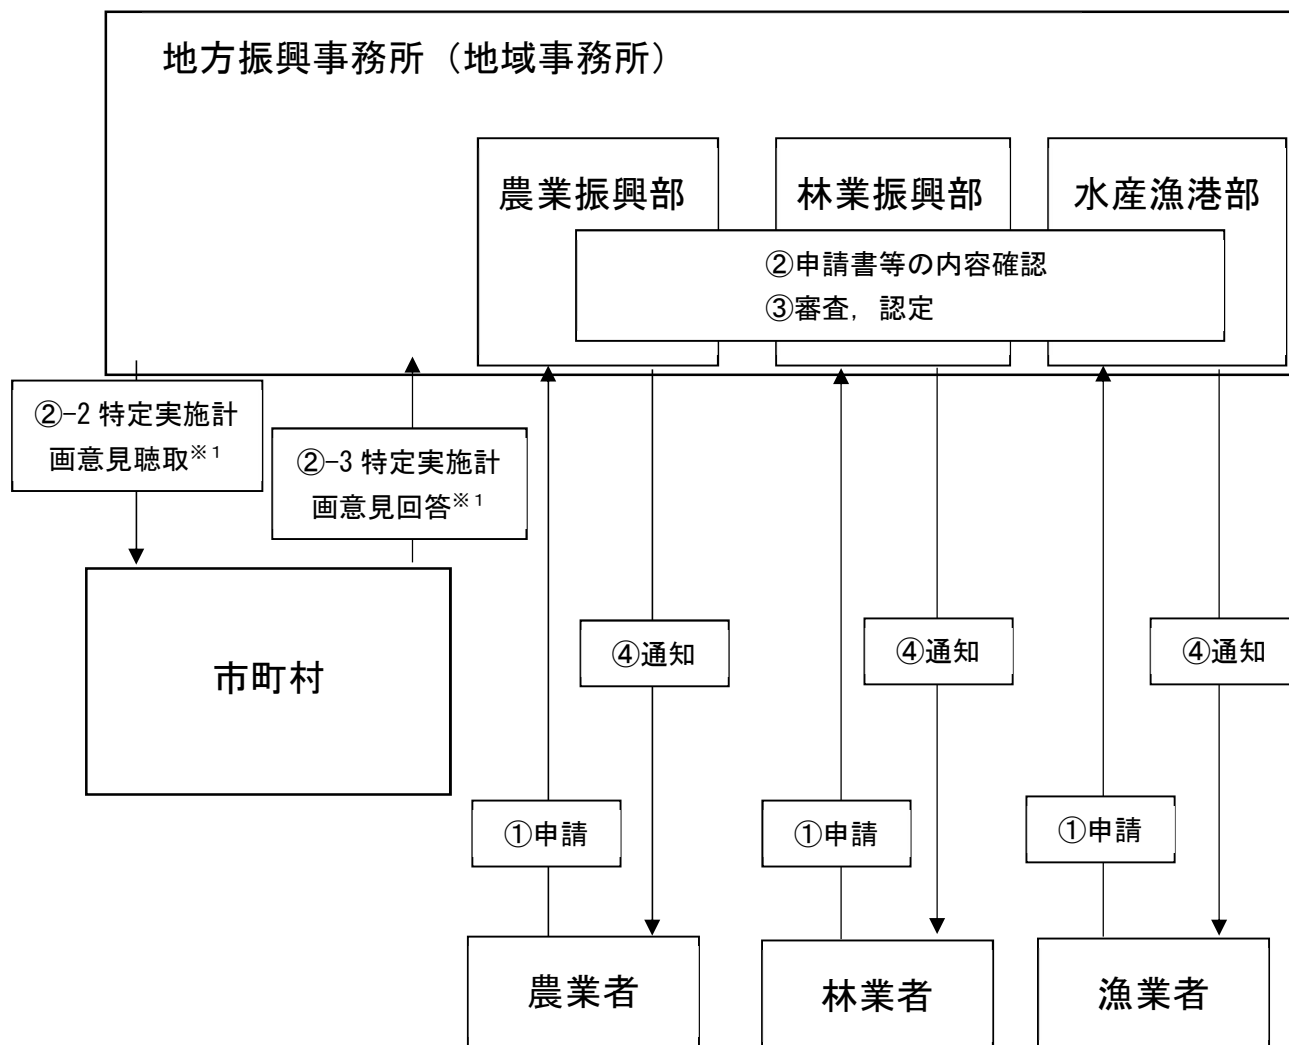 地方振興事務所（地域事務所）
農業振興部
林業振興部
水産漁港部
②申請書等の内容確認
③審査，認定
②-2 特定実施計
画意見聴取※1
②-3 特定実施計
画意見回答※1
市町村
④通知
④通知
④通知
①申請
①申請
①申請
農業者
林業者
漁業者